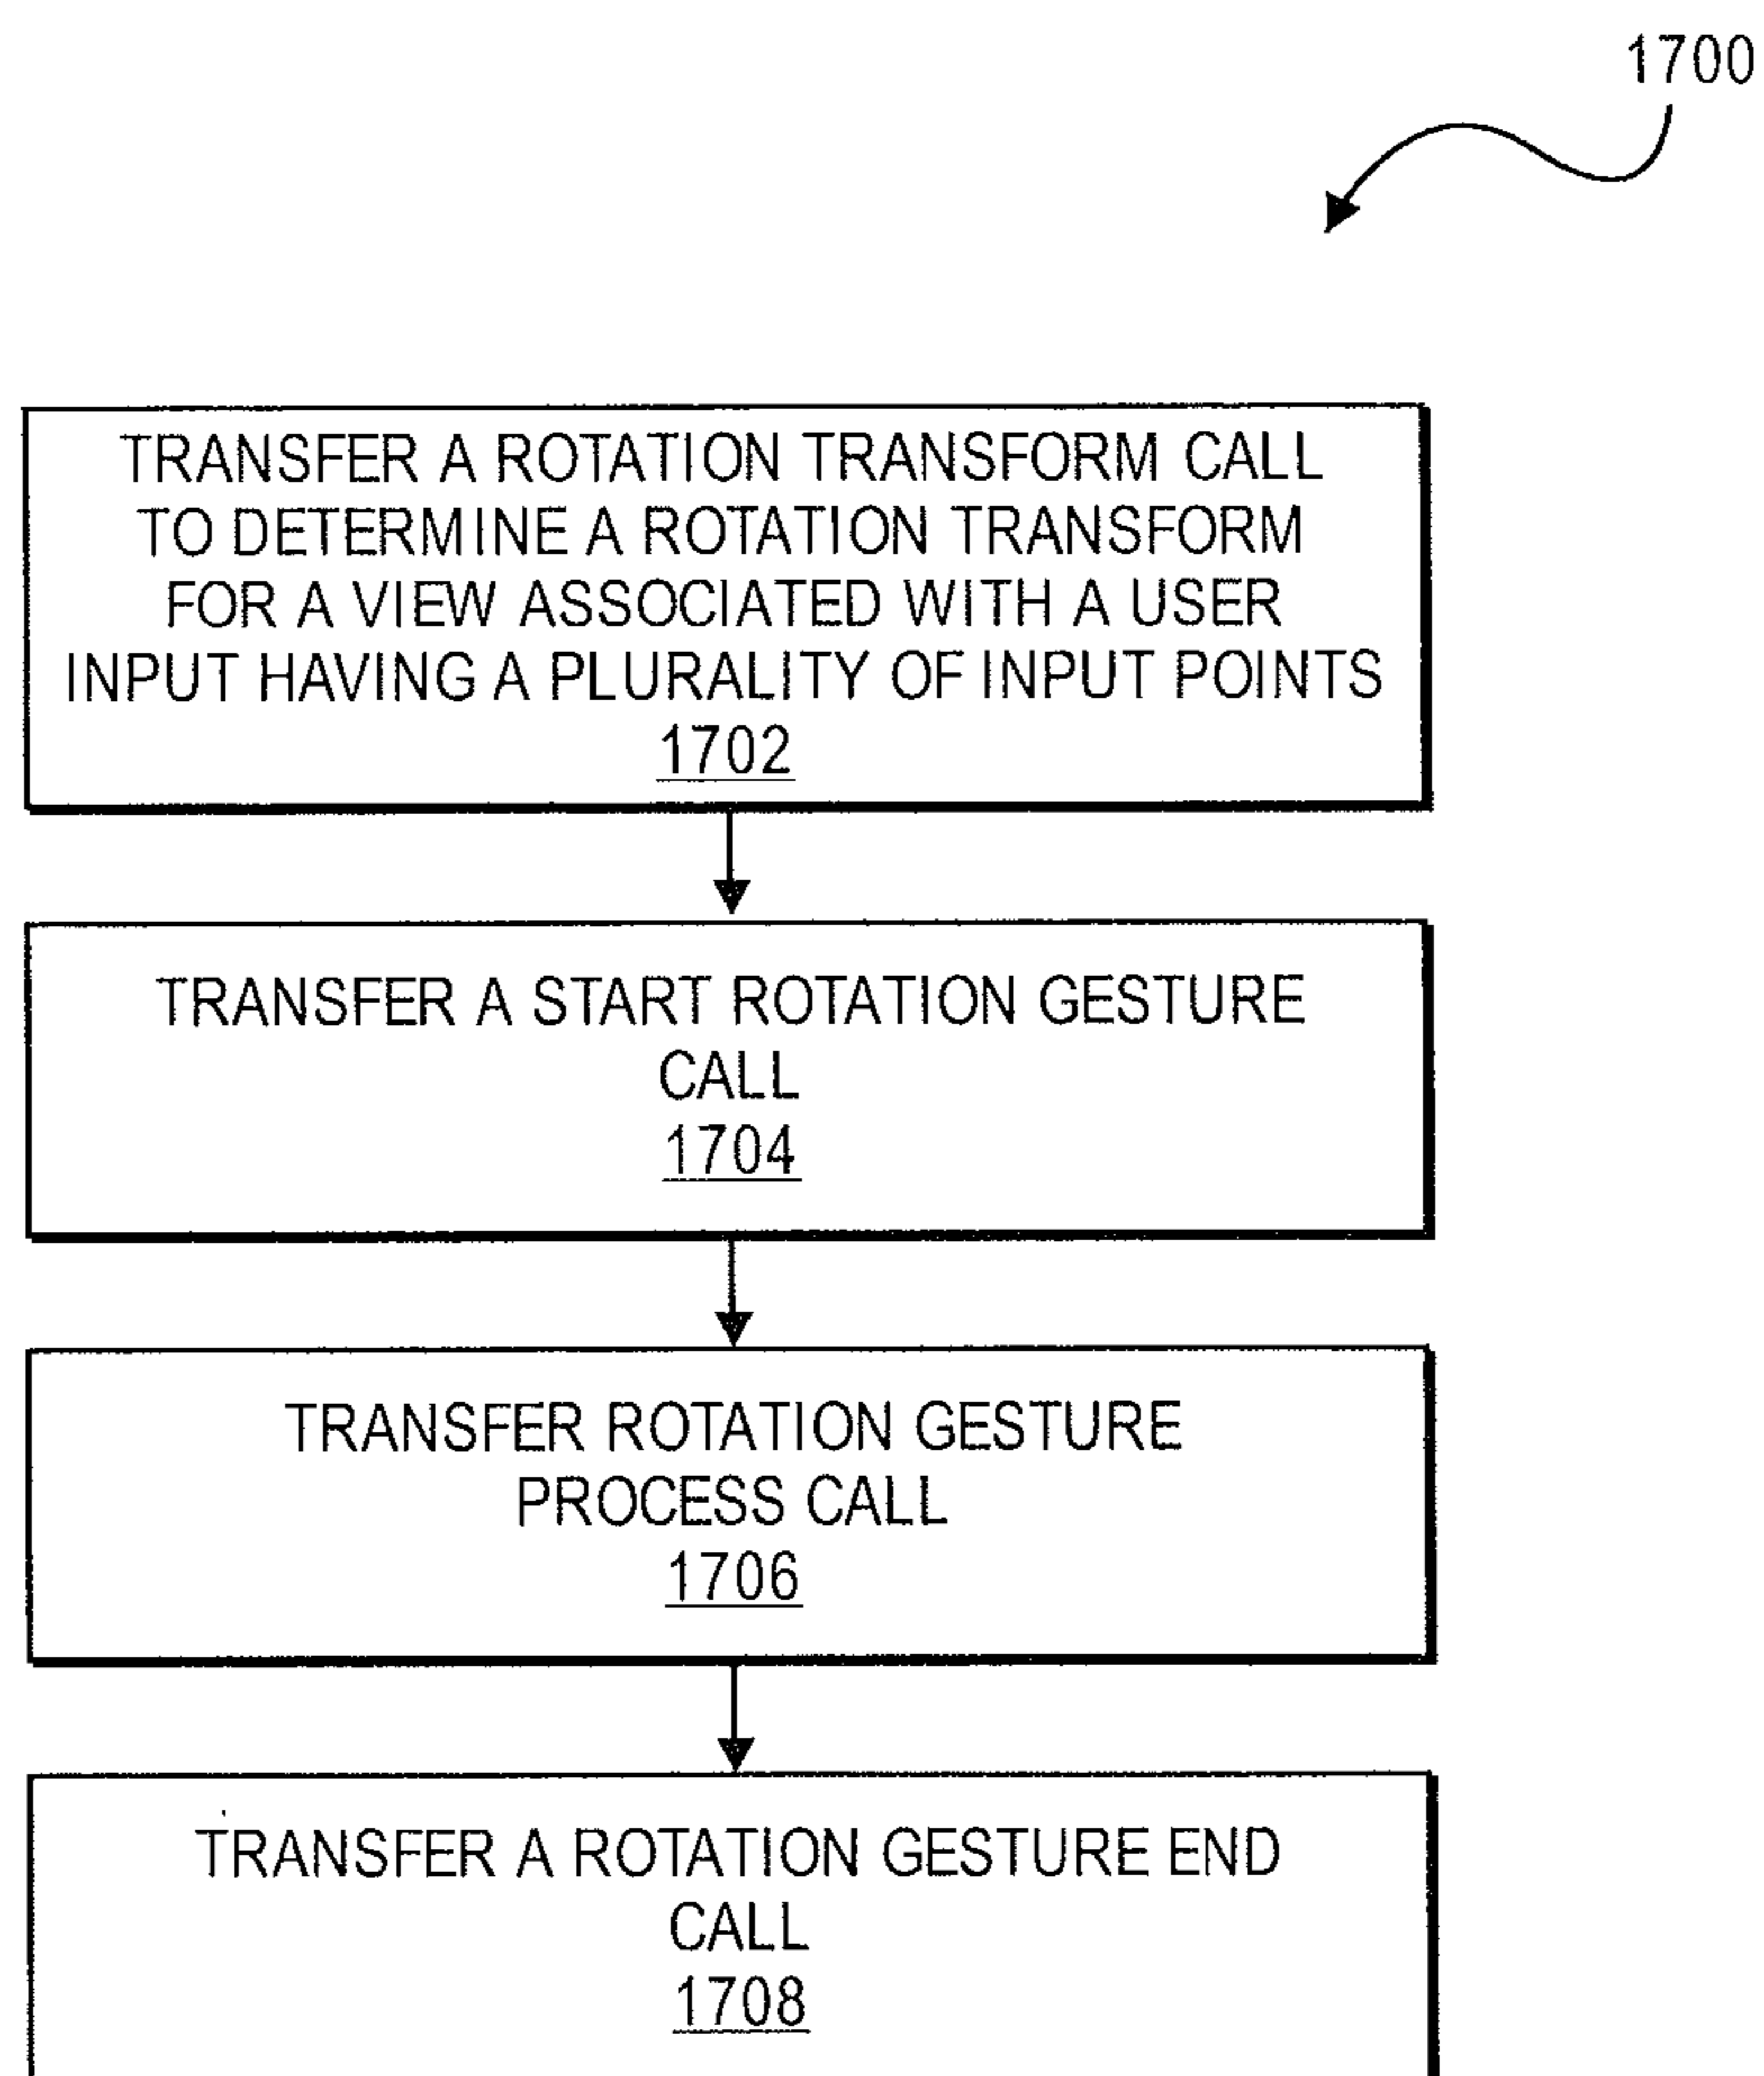 1700
TRANSFER A ROTATION TRANSFORM CALL
TO DETERMINE A ROTATION TRANSFORM
FOR A VIEW ASSOCIATED WITH A USER
INPUT HAVING A PLURALITY OF INPUT POINTS
1702
TRANSFER A START ROTATION GESTURE
CALL
1704
TRANSFER ROTATION GESTURE
PROCESS CALL
1706
TRANSFER A ROTATION GESTURE END
CALL
1708